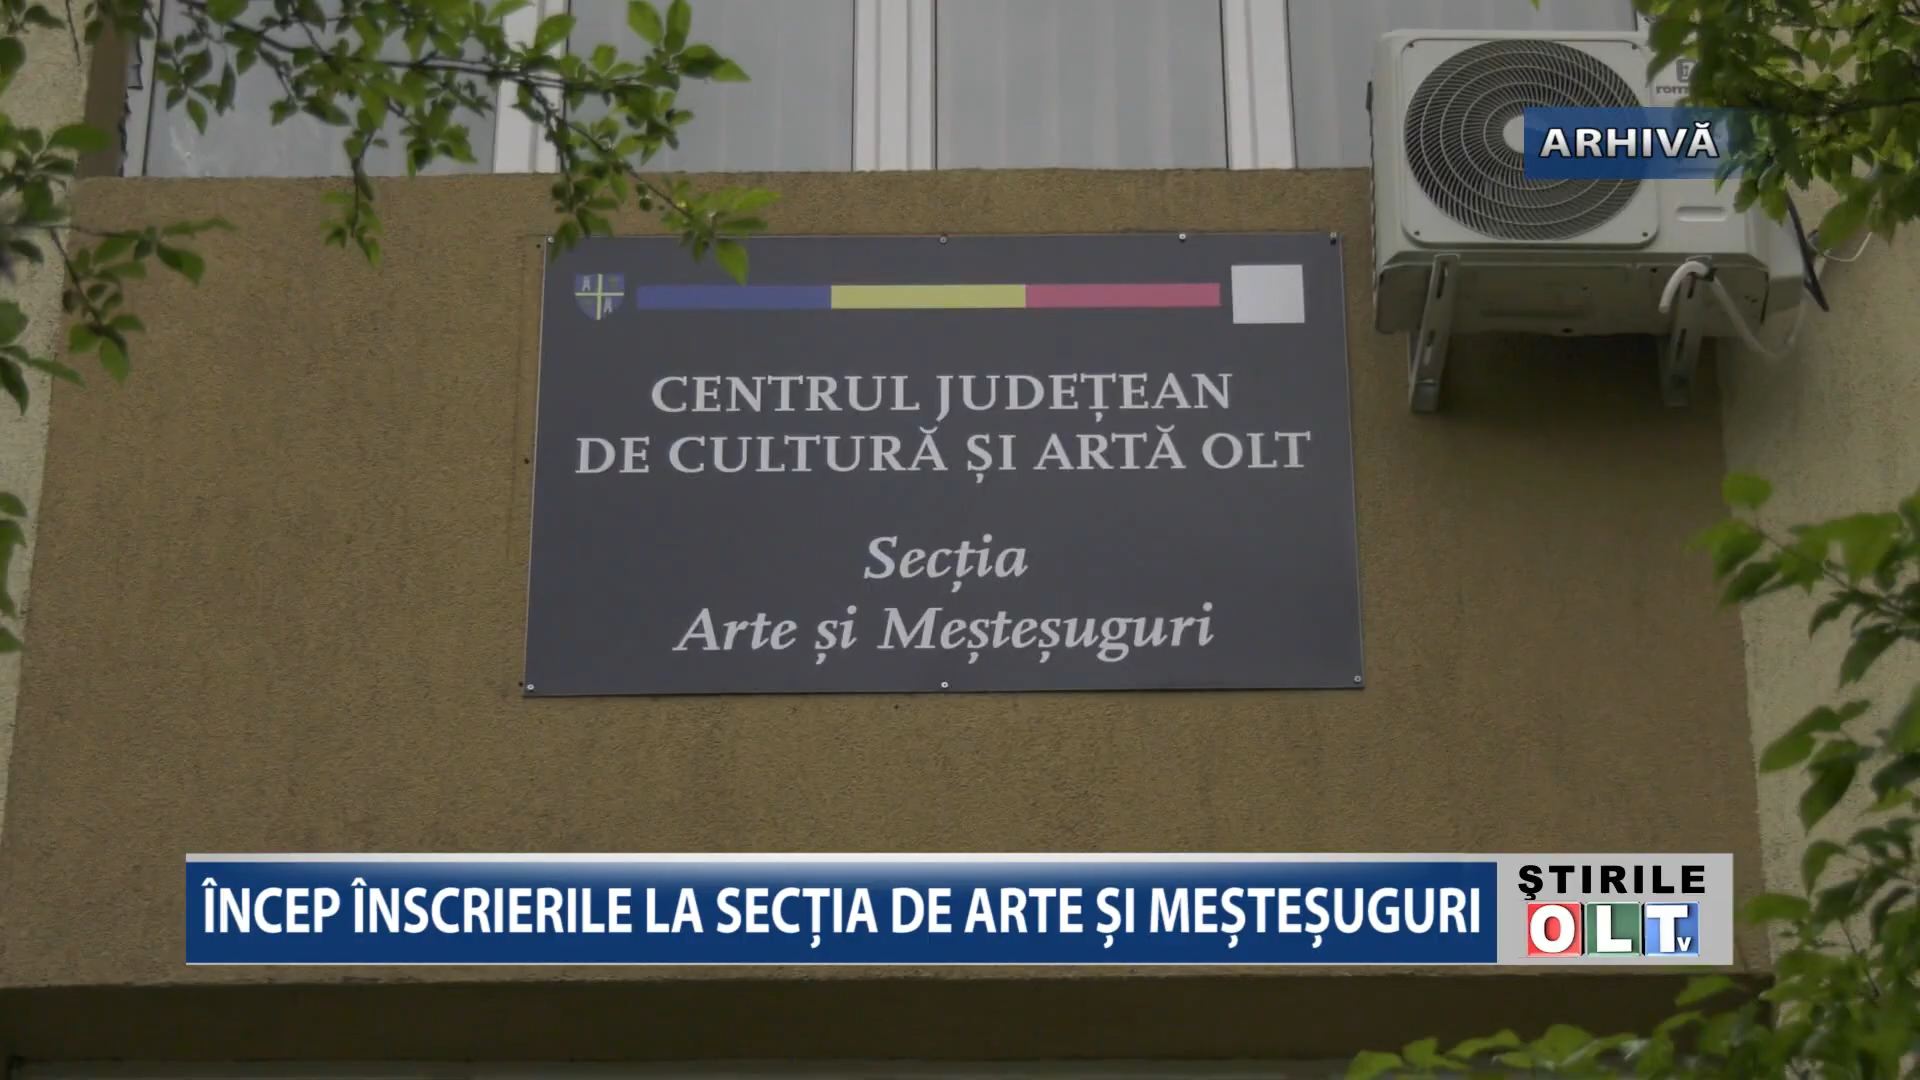 ARHIVĂ
CENTRUL JUDEȚEAN
DE CULTURĂ ȘI ARTĂ OLT
Secția
Arte și Meșteșuguri
ÎNCEP ÎNSCRIERILE LA SECȚIA DE ARTE ȘI MEȘTEȘUGURI
ŞTIRILE
OLTv